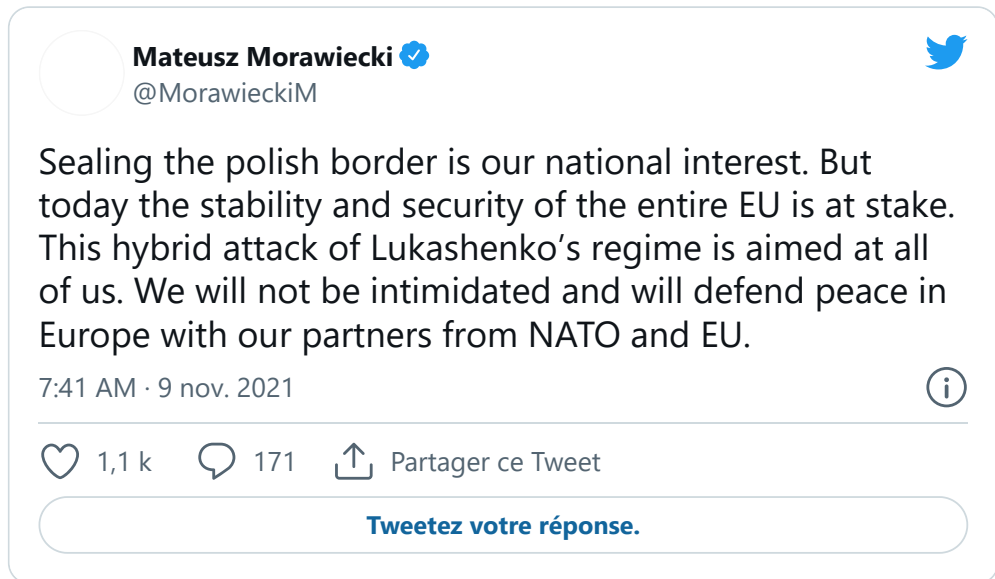 Mateusz Morawiecki
@MorawieckiM
Sealing the polish border is our national interest. But
today the stability and security of the entire EU is at stake.
This hybrid attack of Lukashenko’s regime is aimed at all
of us. We will not be intimidated and will defend peace in
Europe with our partners from NATO and EU.
7:41 AM · 9 nov. 2021
1,1 k 171 Partager ce Tweet
Tweetez votre réponse.